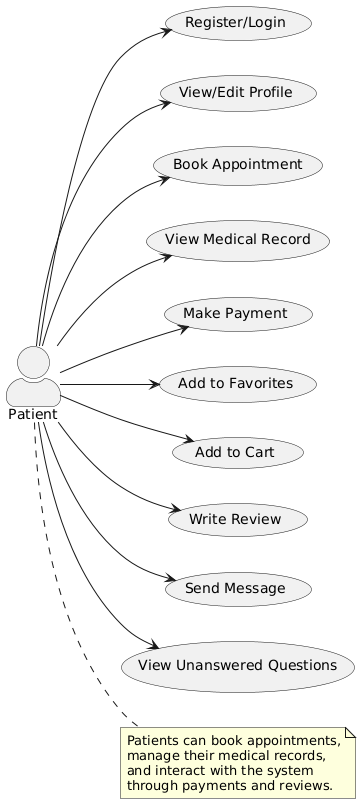 Register/Login
View/Edit Profile
Book Appointment
View Medical Record
Make Payment
Add to Favorites
Patient
Add to Cart
Write Review
Send Message
View Unanswered Questions
Patients can book appointments,
manage their medical records,
and interact with the system
through payments and reviews.